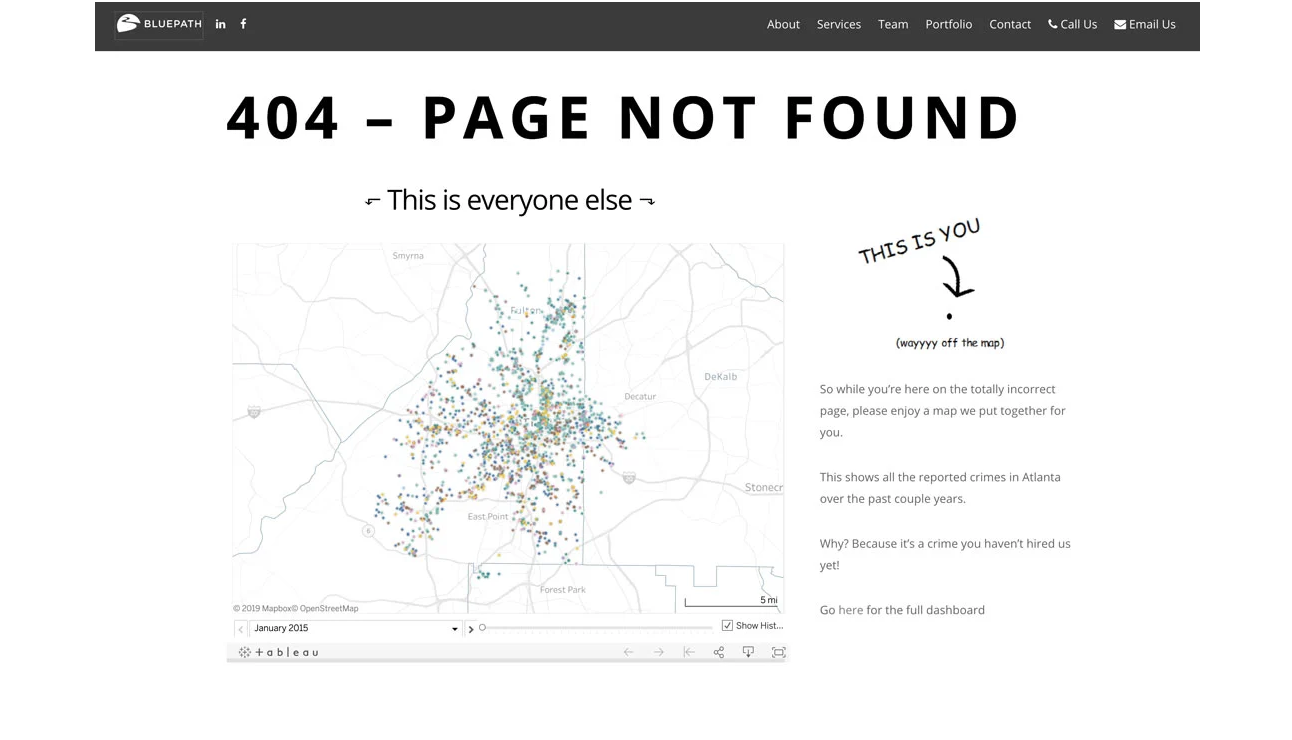 BLUEPATH in f About Services Team Portfolio Contact Call Us Email Us
404 – PAGE NOT FOUND
This is everyone else
THIS IS YOU
(wayyyy off the map)
Smyrna
Fulton
DeKalb
Decatur
20
20
Stonecr
East Point
6
Forest Park
5 mi
© 2019 Mapbox© OpenStreetMap
January 2015
Show Hist...
+ableau
So while you’re here on the totally incorrect
page, please enjoy a map we put together for
you.
This shows all the reported crimes in Atlanta
over the past couple years.
Why? Because it’s a crime you haven’t hired us
yet!
Go here for the full dashboard